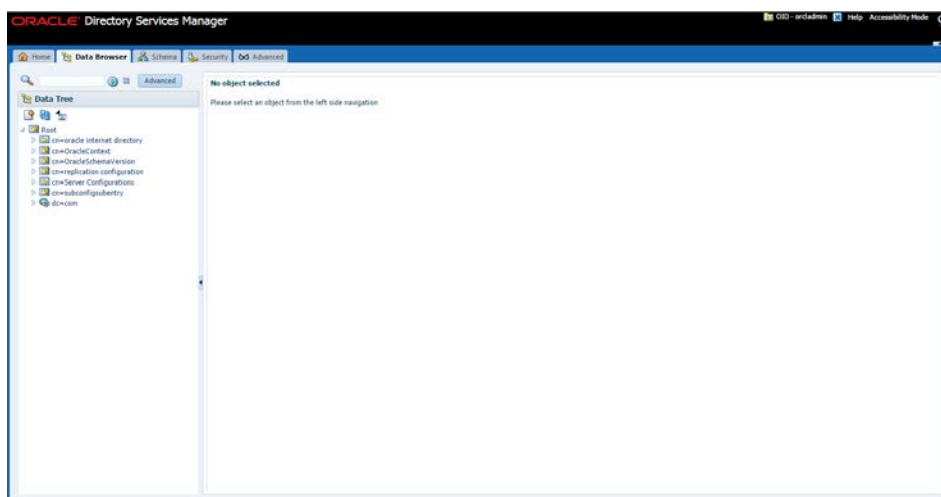 ORACLE Directory Services Manager
OID - orcladmin Help Accessibility Mode
Home Data Browser Schema Security Advanced
Advanced
Data Tree
Root
cn=oracle internet directory
cn=OracleContext
cn=OracleSchemaVersion
cn=replication configuration
cn=Server Configurations
cn=subconfigsubentry
dc=com
No object selected
Please select an object from the left side navigation